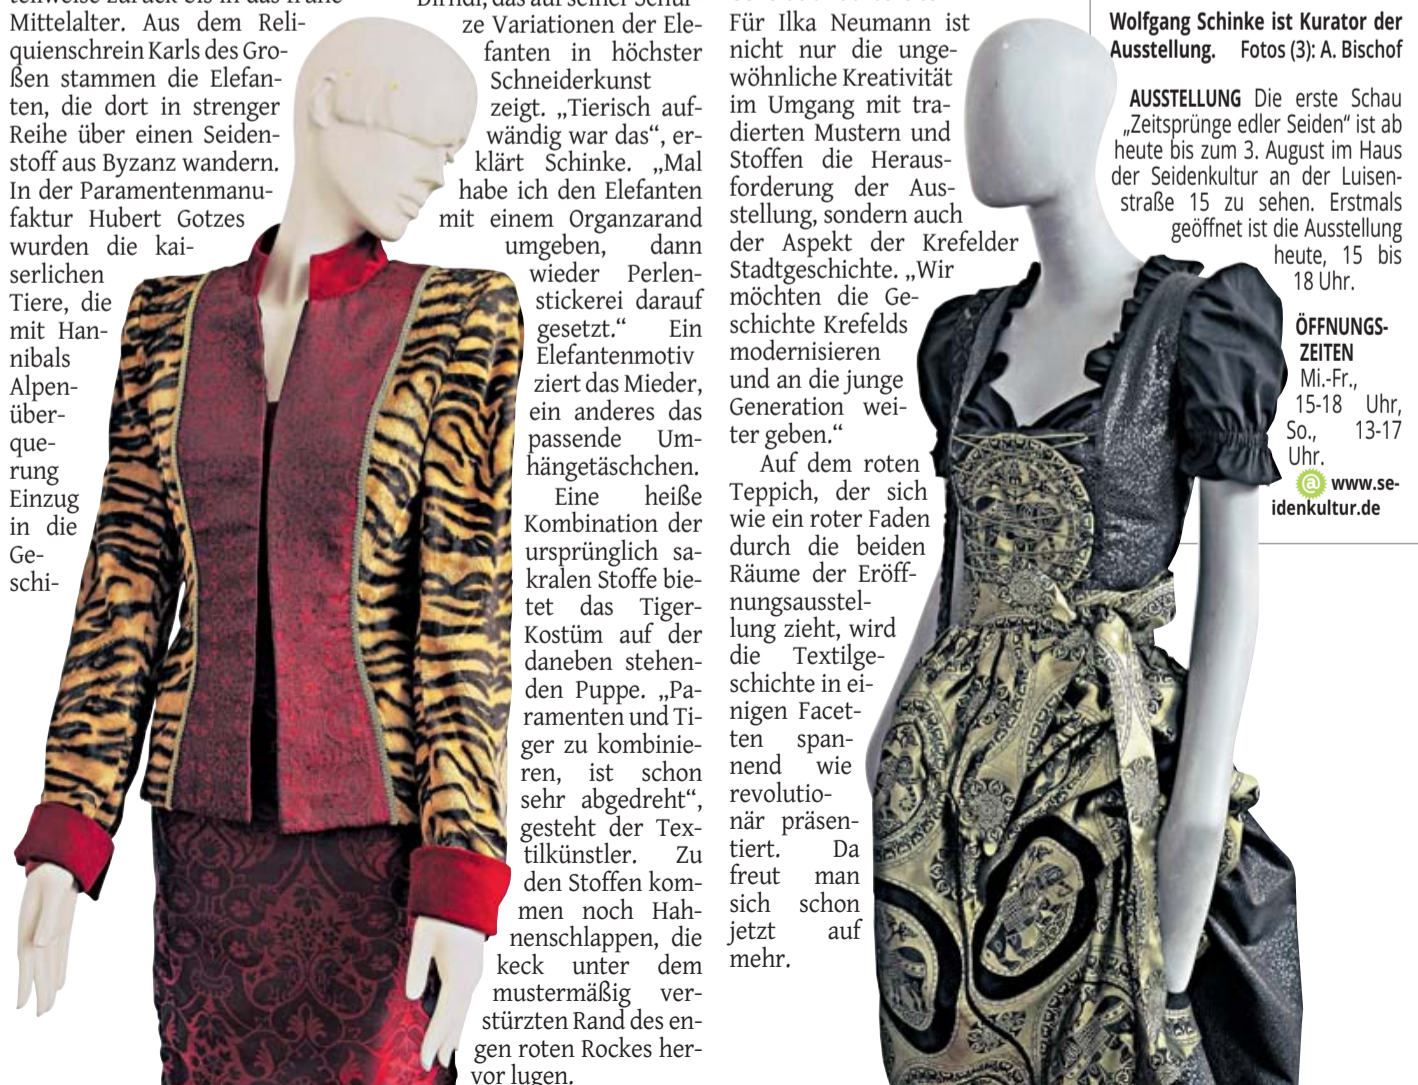 Mittelalter. Aus dem Reli-
quienschrein Karls des Gro-
ßen stammen die Elefan-
ten, die dort in strenger
Reihe über einen Seiden-
stoff aus Byzanz wandern.
In der Paramentenmanu-
faktur Hubert Gotzes
wurden die kai-
serlichen
Tiere, die
mit Han-
nibals
Alpen-
über-
que-
rung
Einzug
in die
Ge-
schi-
ze Variationen der Ele-
fanten in höchster
Schneiderkunst
zeigt. „Tierisch auf-
wändig war das“, er-
klärt Schinke. „Mal
habe ich den Elefanten
mit einem Organzarand
umgeben, dann
wieder Perlen-
stickerei darauf
gesetzt.“ Ein
Elefantenmotiv
ziert das Mieder,
ein anderes das
passende Um-
hängetäschchen.
Eine heiße
Kombination der
ursprünglich sa-
kralen Stoffe bie-
tet das Tiger-
Kostüm auf der
daneben stehen-
den Puppe. „Pa-
ramenten und Ti-
ger zu kombinie-
ren, ist schon
sehr abgedreht“,
gesteht der Tex-
tilkünstler. Zu
den Stoffen kom-
men noch Hah-
nenschlappen, die
keck unter dem
mustermäßig ver-
stürzten Rand des en-
gen roten Rockes her-
vor lugen.
Für Ilka Neumann ist
nicht nur die unge-
wöhnliche Kreativität
im Umgang mit tra-
dierten Mustern und
Stoffen die Heraus-
forderung der Aus-
stellung, sondern auch
der Aspekt der Krefelder
Stadtgeschichte. „Wir
möchten die Ge-
schichte Krefelds
modernisieren
und an die junge
Generation wei-
ter geben.“
Auf dem roten
Teppich, der sich
wie ein roter Faden
durch die beiden
Räume der Eröff-
nungsausstel-
lung zieht, wird
die Textilge-
schichte in ei-
nigen Facet-
ten span-
nend wie
revolutio-
när präsen-
tiert. Da
freut man
sich schon
jetzt auf
mehr.
Wolfgang Schinke ist Kurator der
Ausstellung. Fotos (3): A. Bischof
AUSSTELLUNG Die erste Schau
„Zeitsprünge edler Seiden“ ist ab
heute bis zum 3. August im Haus
der Seidenkultur an der Luisen-
straße 15 zu sehen. Erstmals
geöffnet ist die Ausstellung
heute, 15 bis
18 Uhr.
ÖFFNUNGS-
ZEITEN
Mi.-Fr.,
15-18 Uhr,
So., 13-17
Uhr.
@ www.se-
idenkultur.de